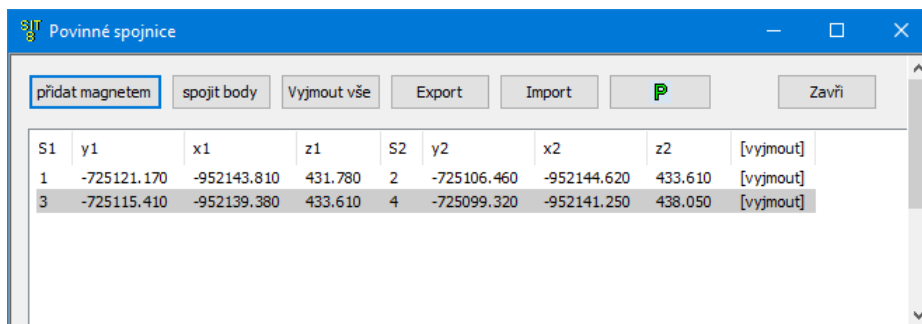 SIT
8
Povinné spojnice
přidat magnetem spojit body Vyjmout vše Export Import P Zavři
S1 y1 x1 z1 S2 y2 x2 z2 [vyjmout]
1 -725121.170 -952143.810 431.780 2 -725106.460 -952144.620 433.610 [vyjmout]
3 -725115.410 -952139.380 433.610 4 -725099.320 -952141.250 438.050 [vyjmout]